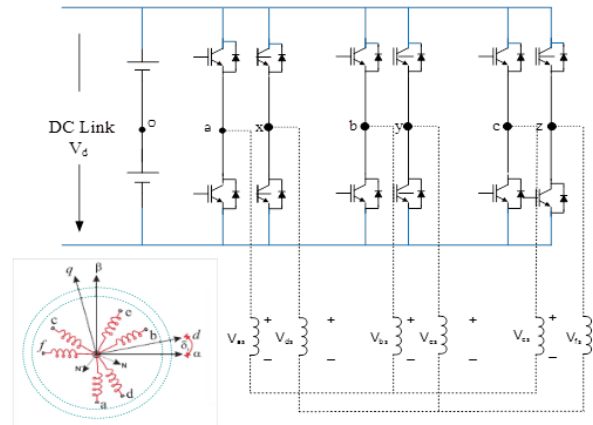 DC Link
V_d
o
a
x
b
y
c
z
q
β
c
e
b
d
δ
α
f
N
N
a
d
+ + + + + +
V_as V_ds V_bs V_es V_cs V_fs
− − − − − −